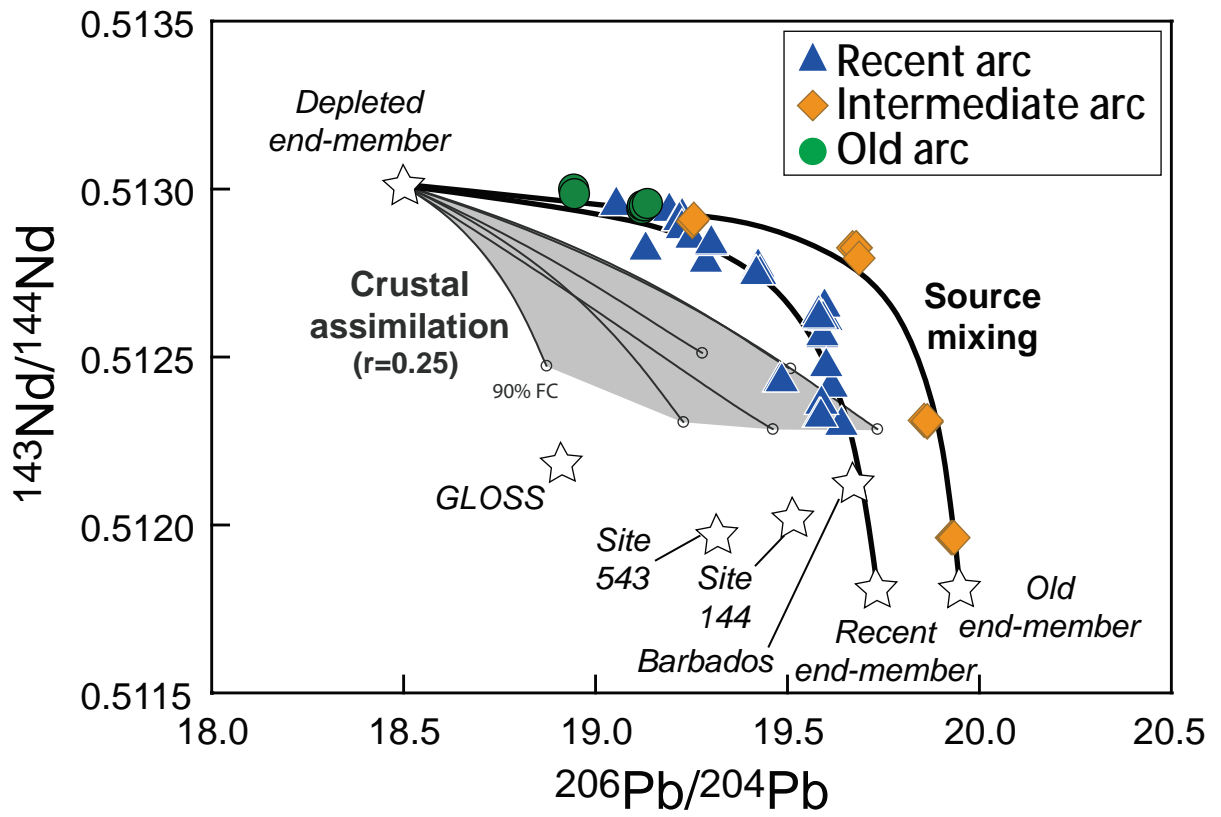 0.5135
0.5130
0.5125
0.5120
0.5115
143Nd/144Nd
Recent arc
Intermediate arc
Old arc
Depleted
end-member
Crustal
assimilation
(r=0.25)
90% FC
Source
mixing
GLOSS
Site
543
Site
144
Barbados
Recent
end-member
Old
end-member
18.0
18.5
19.0
19.5
20.0
20.5
206Pb/204Pb